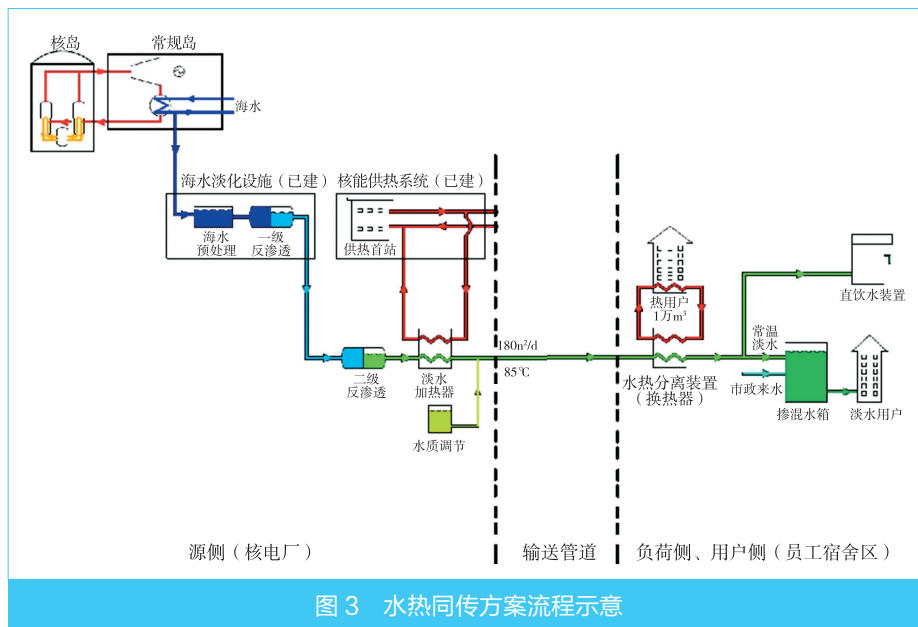 核岛
常规岛
海水
海水淡化设施（已建）
核能供热系统（已建）
海水
预处理
一级
反渗透
供热首站
热用户
1万m³
直饮水装置
常温
淡水
180n²/d
85℃
二级
反渗透
淡水
加热器
水热分离装置
（换热器）
市政来水
掺混水箱
淡水用户
水质调节
源侧（核电厂）
输送管道
负荷侧、用户侧（员工宿舍区）
图 3 水热同传方案流程示意